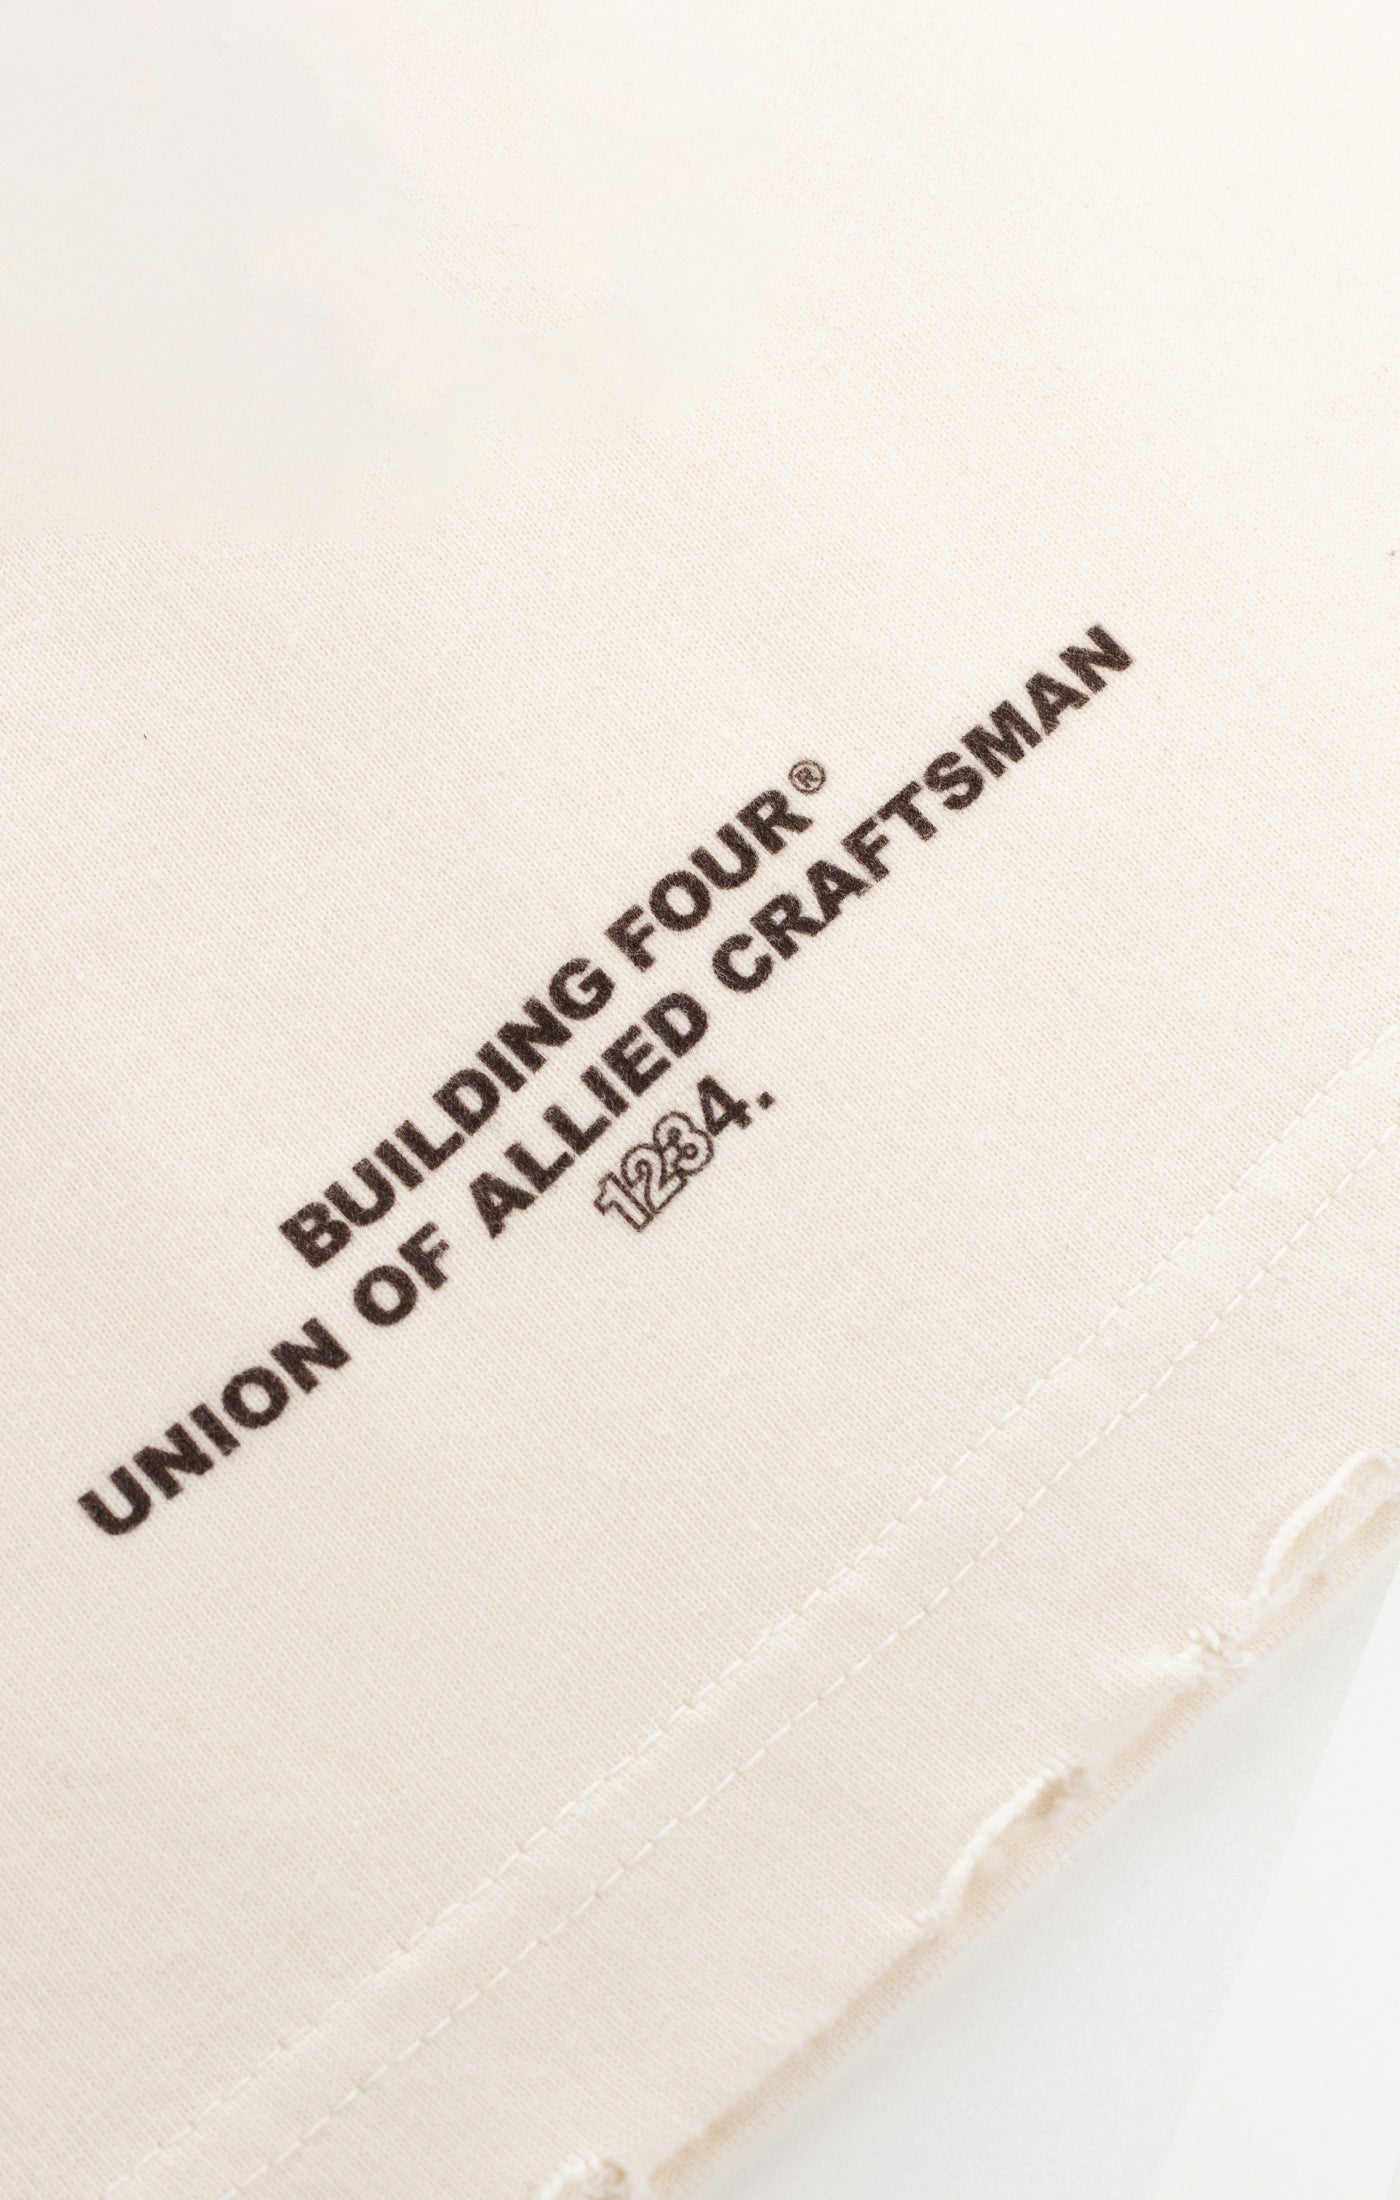 BUILDING FOUR®
UNION OF ALLIED CRAFTSMAN
1234.